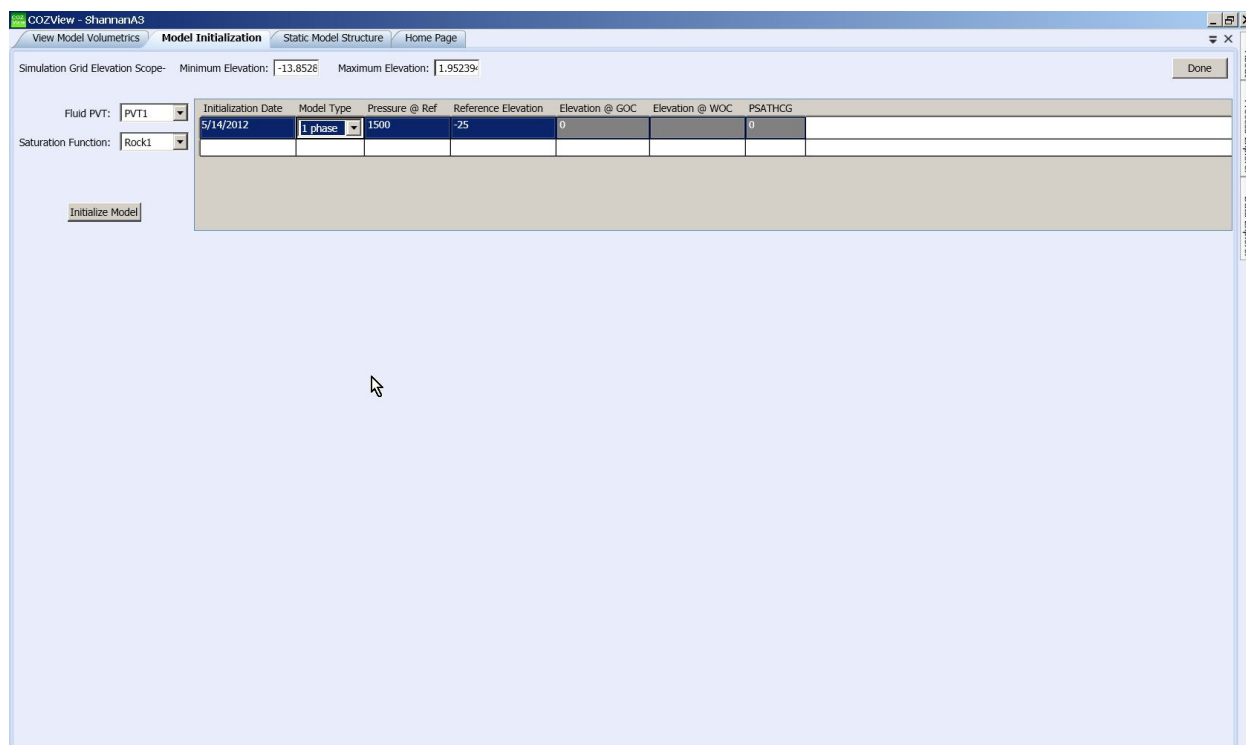 COZView - ShannanA3
View Model Volumetrics Model Initialization Static Model Structure Home Page
Simulation Grid Elevation Scope- Minimum Elevation: -13.8528 Maximum Elevation: 1.95239 Done
Fluid PVT: PVT1
Saturation Function: Rock1
Initialization Date Model Type Pressure @ Ref Reference Elevation Elevation @ GOC Elevation @ WOC PSATHCG
5/14/2012 1 phase 1500 -25 0 0
Initialize Model